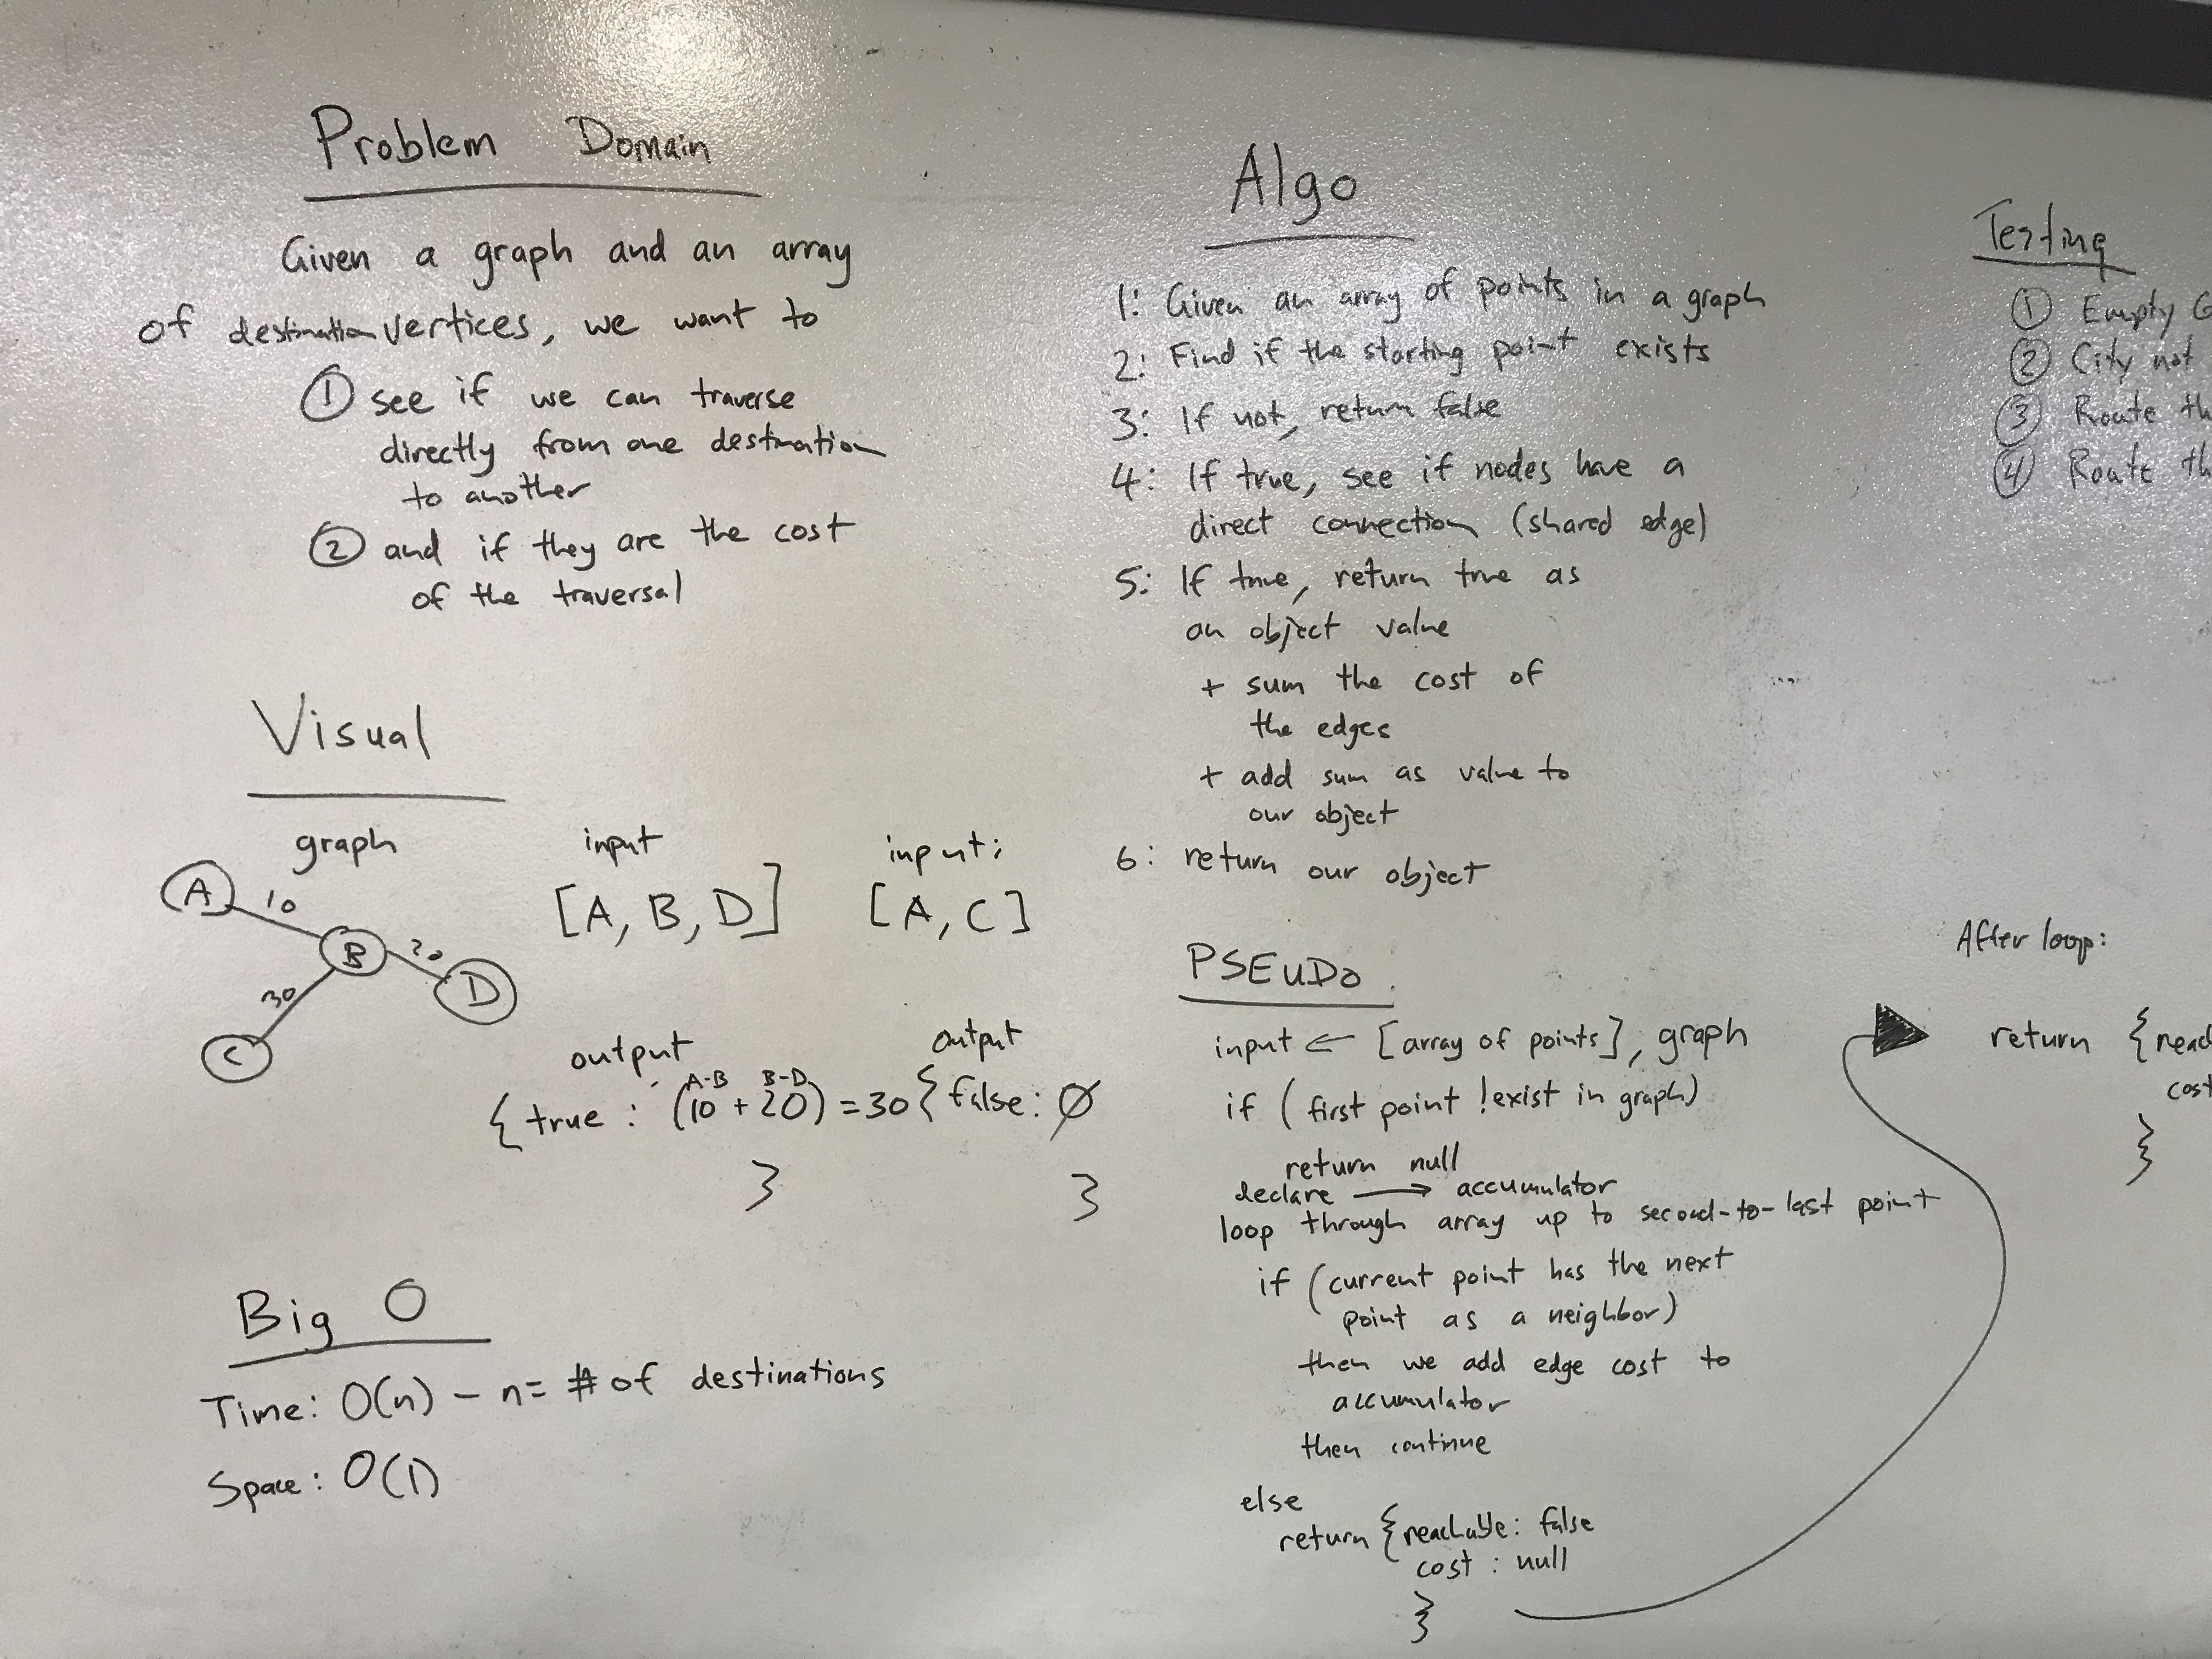 Problem Domain
Given a graph and an array
of destination vertices, we want to
① see if we can traverse
directly from one destination
to another
② and if they are the cost
of the traversal
Visual
graph
A
10
B
20
D
30
C
input
[A, B, D]
input:
[A, C]
output
A-B B-D
{ true : (10 + 20) = 30
}
output
{ false: ∅
}
Big O
Time: O(n) - n = # of destinations
Space: O(1)
Algo
1: Given an array of points in a graph
2: Find if the starting point exists
3: If not, return false
4: If true, see if nodes have a
direct connection (shared edge)
5: If true, return true as
an object value
+ sum the cost of
the edges
+ add sum as value to
our object
6: return our object
PSEUDO
input ← [array of points], graph
if (first point !exist in graph)
return null
declare → accumulator
loop through array up to second-to-last point
if (current point has the next
point as a neighbor)
then we add edge cost to
accumulator
then continue
else
return { reachable: false
cost : null
}
Testing
① Empty G
② City not
③ Route th
④ Route th
After loop:
return { reac
cost
}